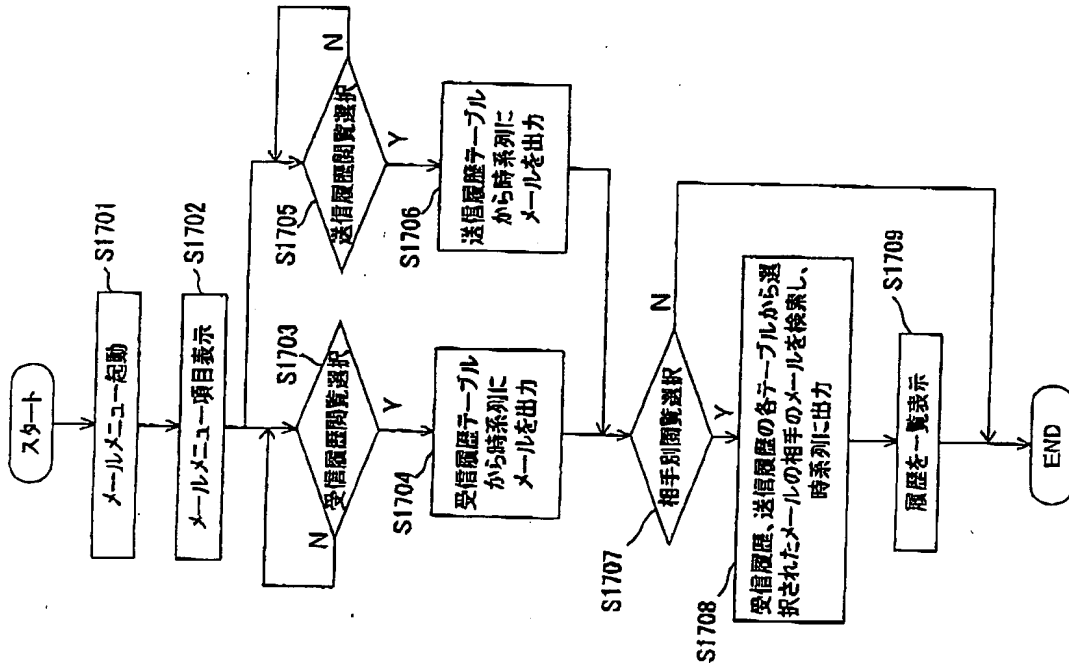 スタート
メールメニュー起動
S1701
メールメニュー項目表示
S1702
受信履歴閲覧選択
S1703
N
Y
送信履歴閲覧選択
S1705
N
Y
受信履歴テーブル
から時系列に
メールを出力
S1704
送信履歴テーブル
から時系列に
メールを出力
S1706
相手別閲覧選択
S1707
N
Y
受信履歴、送信履歴の各テーブルから選
択されたメールの相手のメールを検索し、
時系列に出力
S1708
履歴を一覧表示
S1709
END